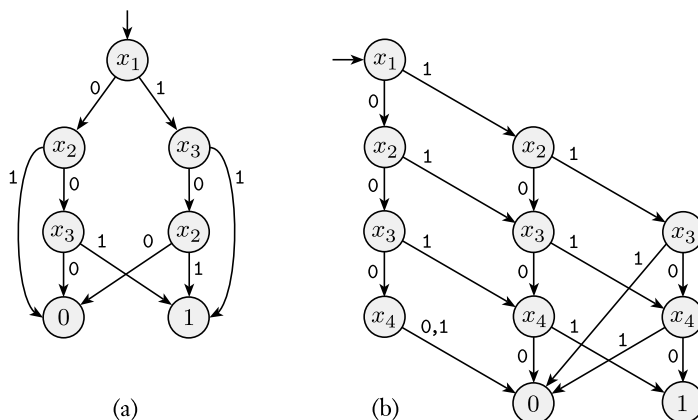 x₁
0 1
x₂ x₃
1 0 0 1
x₃ x₂
0 1 0 1
0 1
(a)
x₁
0 1
x₂ x₂
0 1 0 1
x₃ x₃ x₃
0 1 0 1 1 0
x₄ x₄ x₄
0,1 0 1 1 0
0 1
(b)